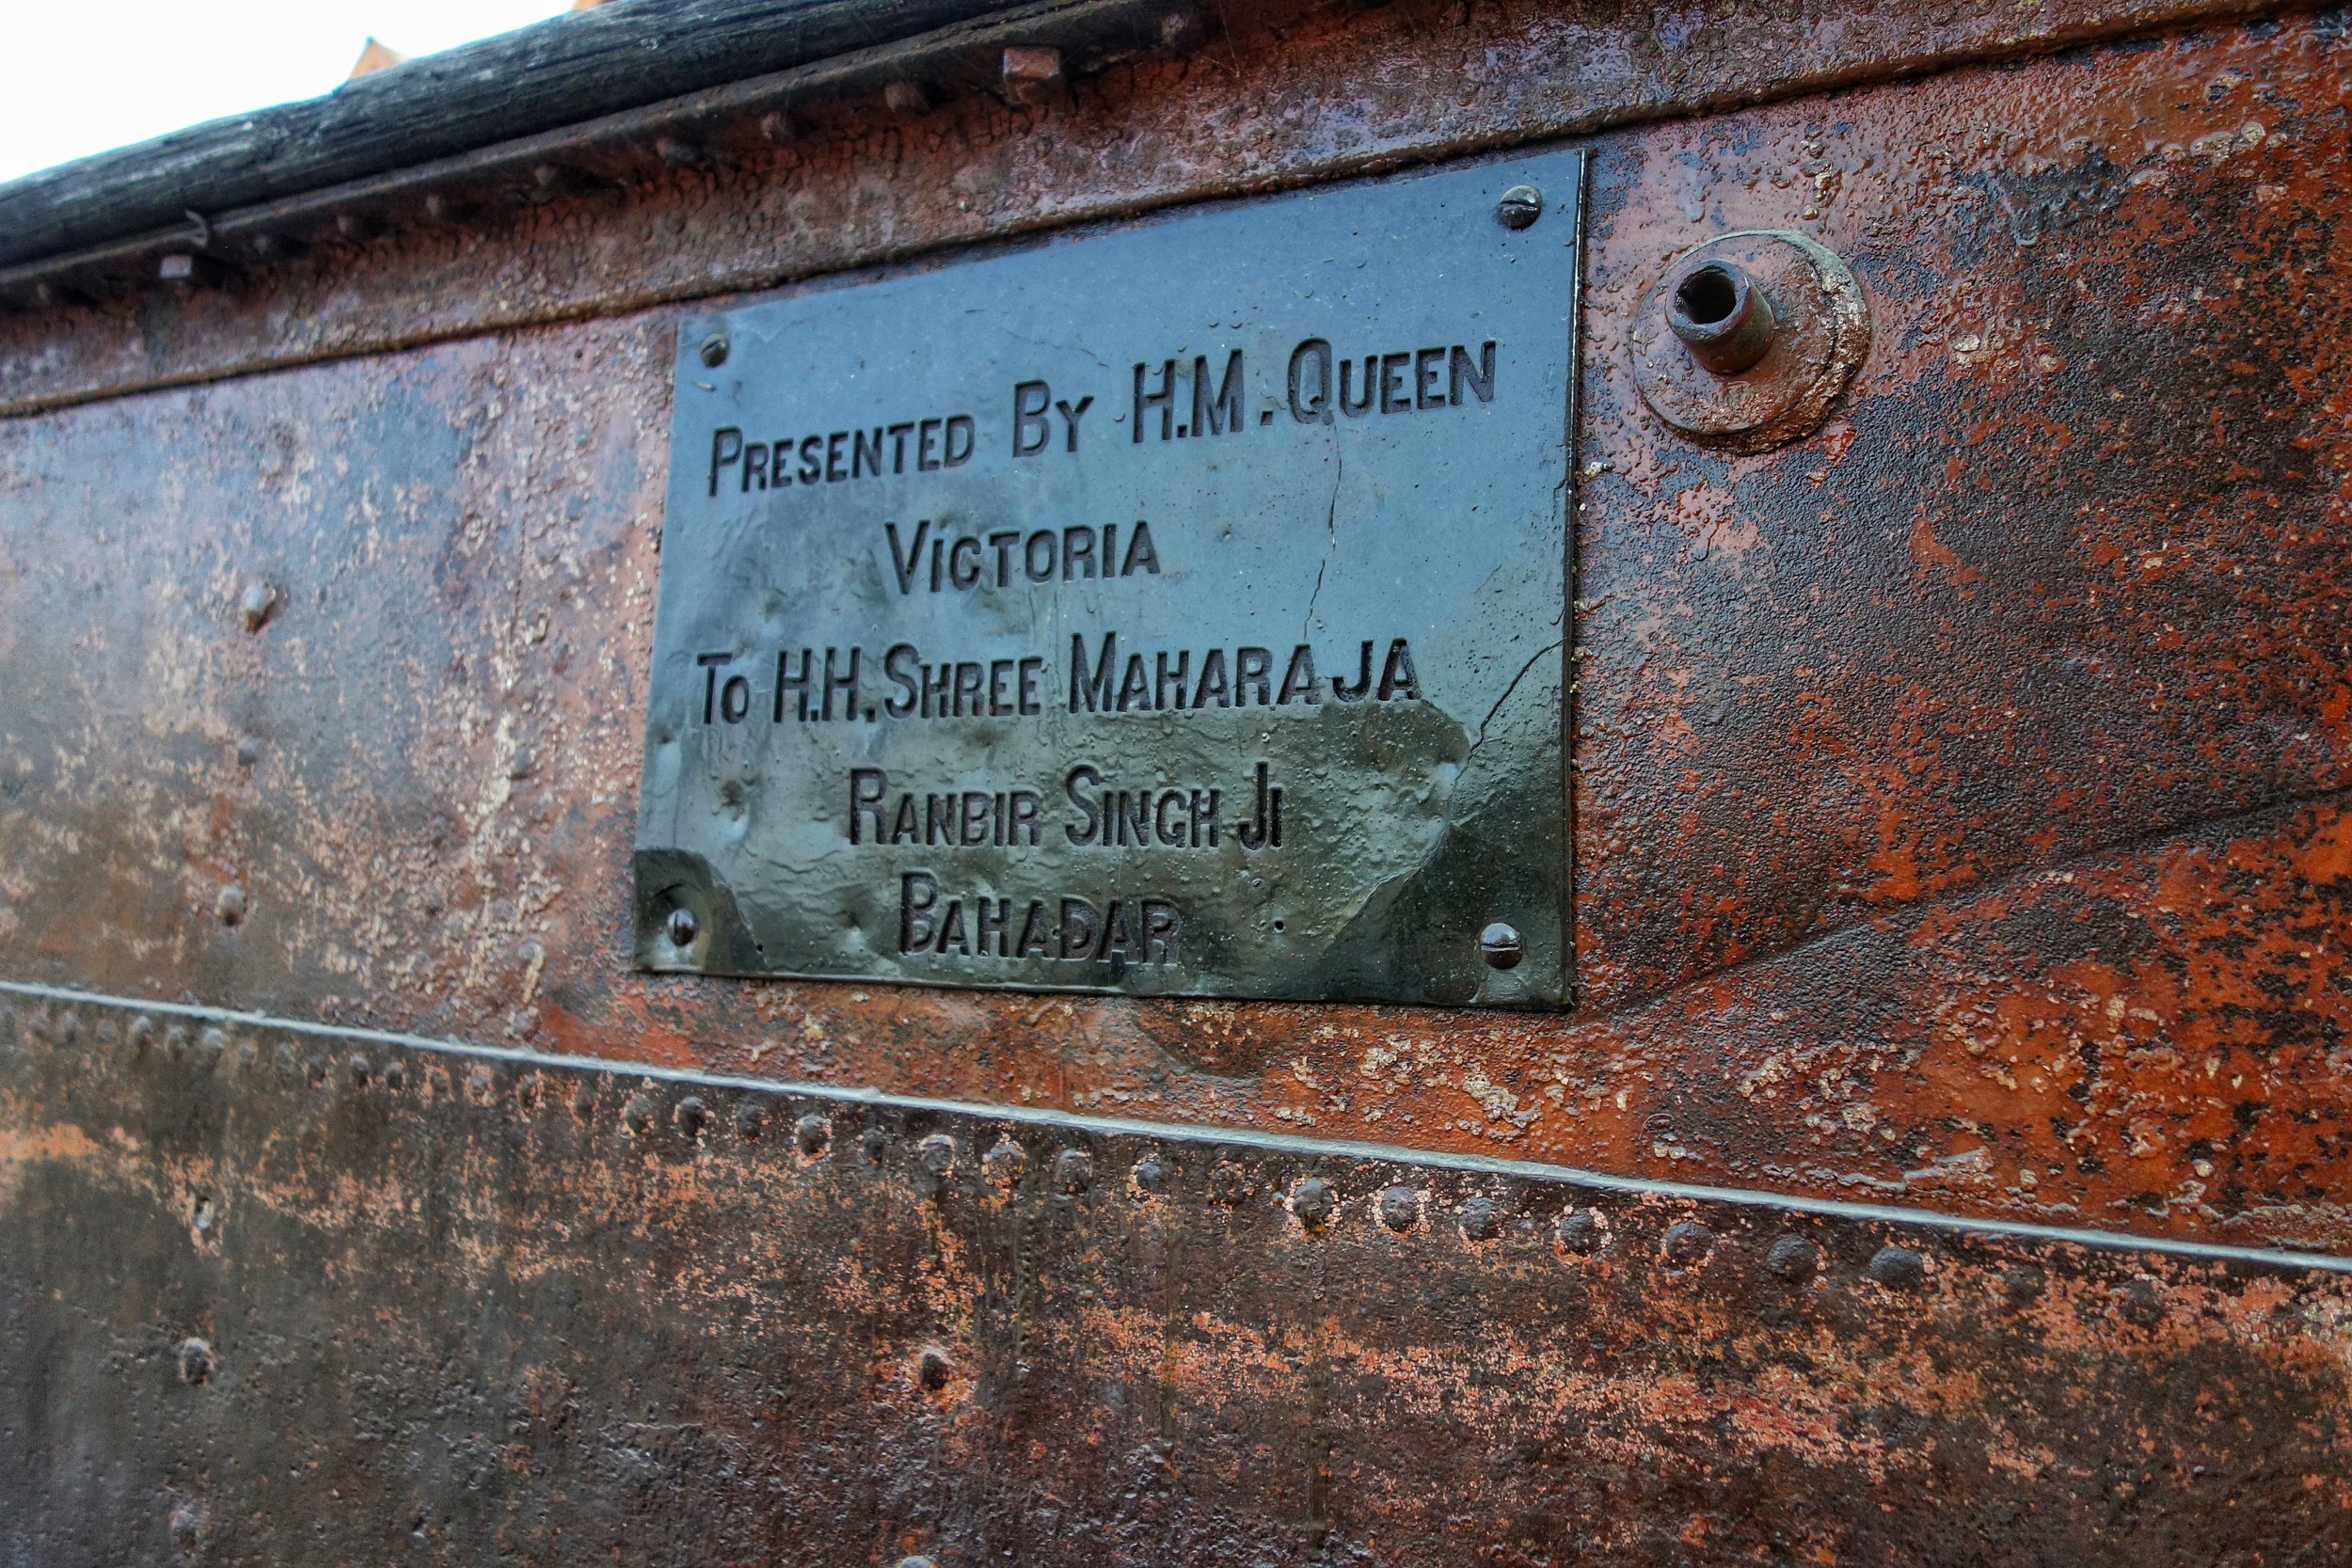 PRESENTED BY H.M. QUEEN
VICTORIA
TO H.H. SHREE MAHARAJA
RANBIR SINGH JI
BAHADAR